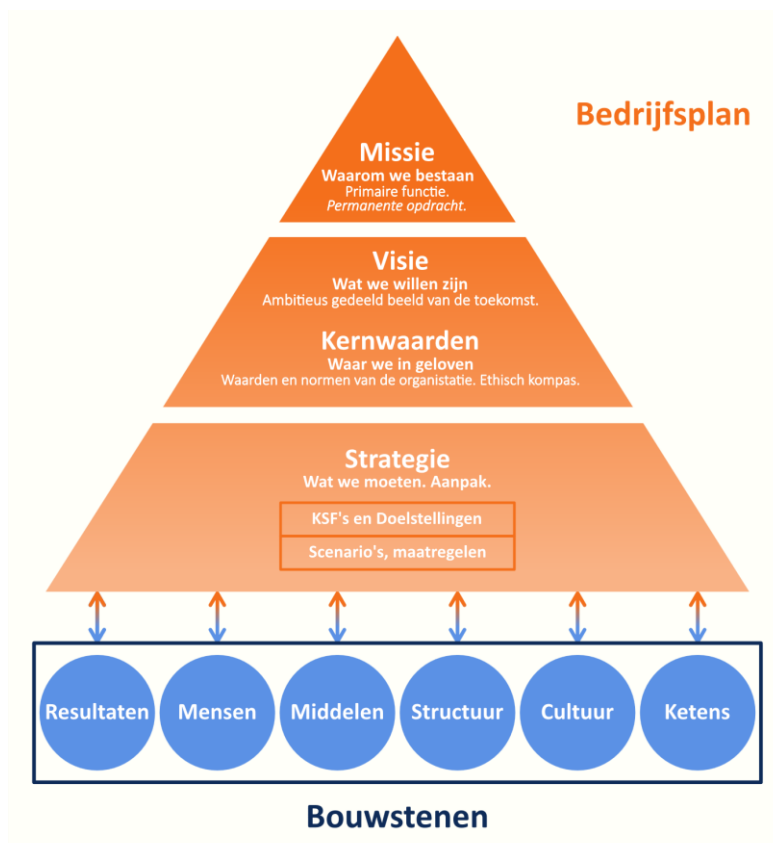 Bedrijfsplan
Missie
Waarom we bestaan
Primaire functie.
Permanente opdracht.
Visie
Wat we willen zijn
Ambitieus gedeeld beeld van de toekomst.
Kernwaarden
Waar we in geloven
Waarden en normen van de organistatie. Ethisch kompas.
Strategie
Wat we moeten. Aanpak.
KSF's en Doelstellingen
Scenario's, maatregelen
Resultaten Mensen Middelen Structuur Cultuur Ketens
Bouwstenen